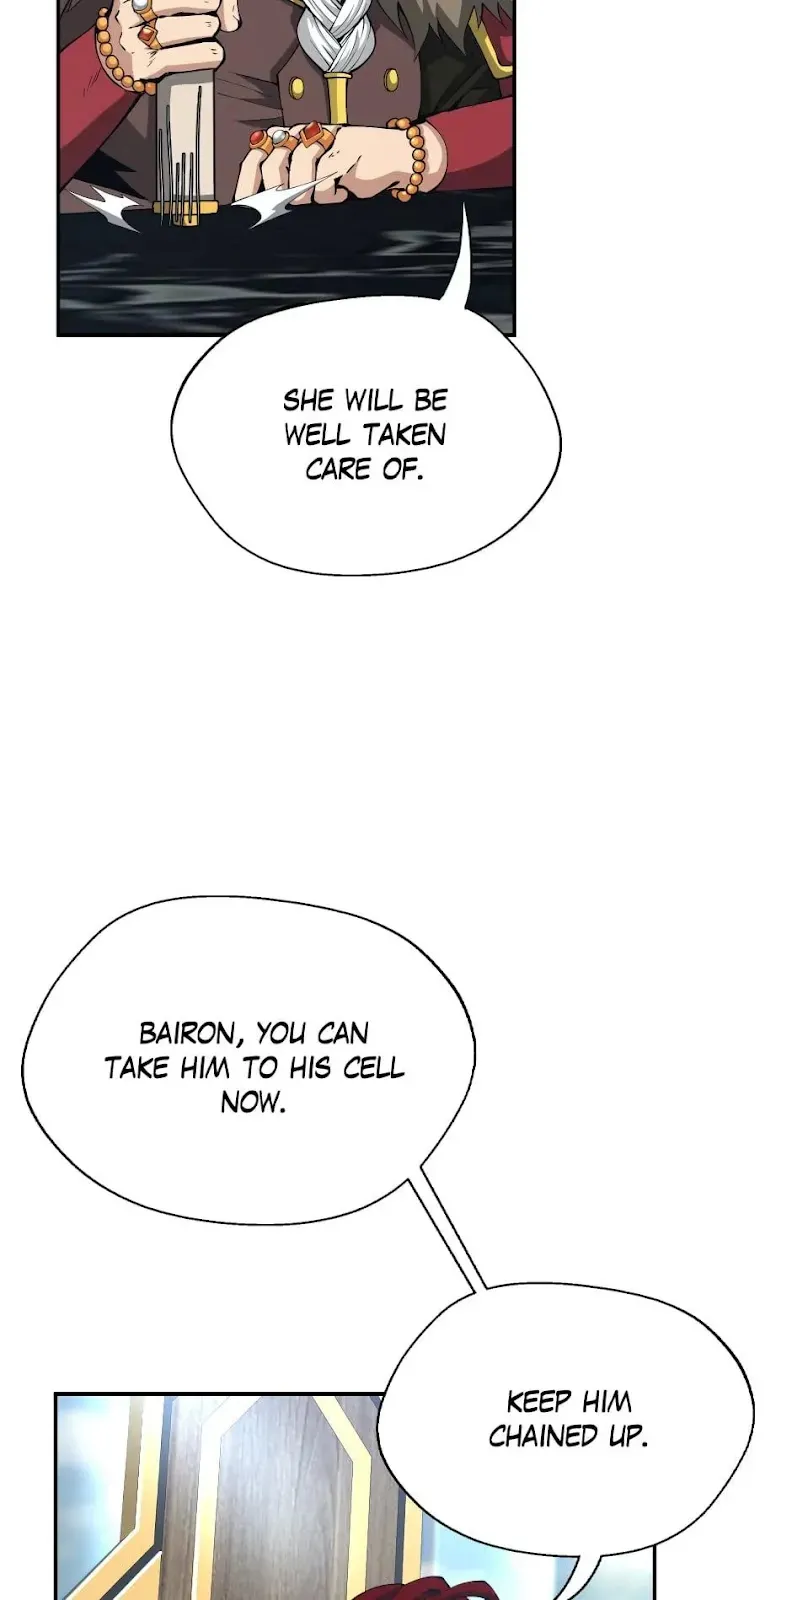 SHE WILL BE
WELL TAKEN
CARE OF.
BAIRON, YOU CAN
TAKE HIM TO HIS CELL
NOW.
KEEP HIM
CHAINED UP.